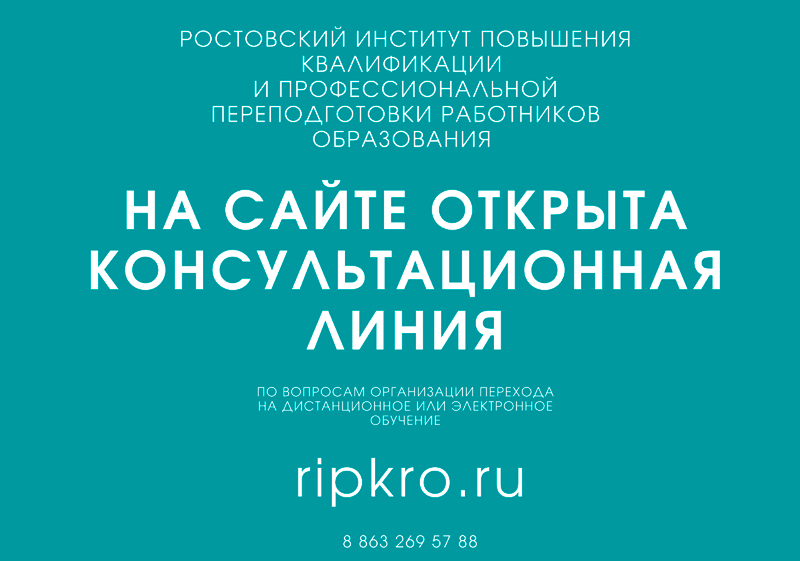 РОСТОВСКИЙ ИНСТИТУТ ПОВЫШЕНИЯ
КВАЛИФИКАЦИИ
И ПРОФЕССИОНАЛЬНОЙ
ПЕРЕПОДГОТОВКИ РАБОТНИКОВ
ОБРАЗОВАНИЯ
НА САЙТЕ ОТКРЫТА
КОНСУЛЬТАЦИОННАЯ
ЛИНИЯ
ПО ВОПРОСАМ ОРГАНИЗАЦИИ ПЕРЕХОДА
НА ДИСТАНЦИОННОЕ ИЛИ ЭЛЕКТРОННОЕ
ОБУЧЕНИЕ
ripkro.ru
8 863 269 57 88